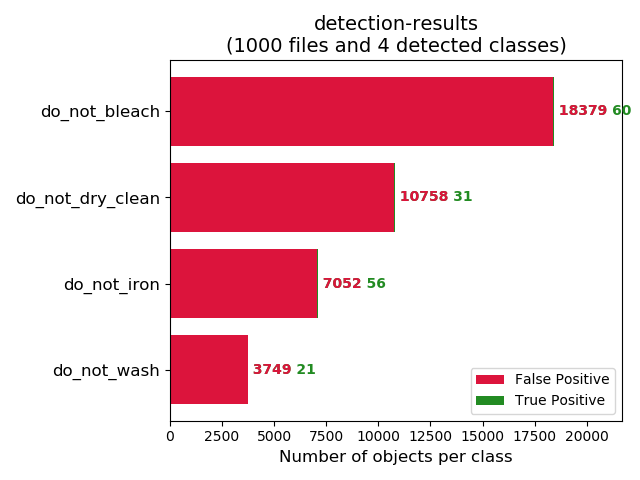 detection-results
(1000 files and 4 detected classes)
do_not_bleach 18379 60
do_not_dry_clean 10758 31
do_not_iron 7052 56
do_not_wash 3749 21
False Positive
True Positive
0 2500 5000 7500 10000 12500 15000 17500 20000
Number of objects per class